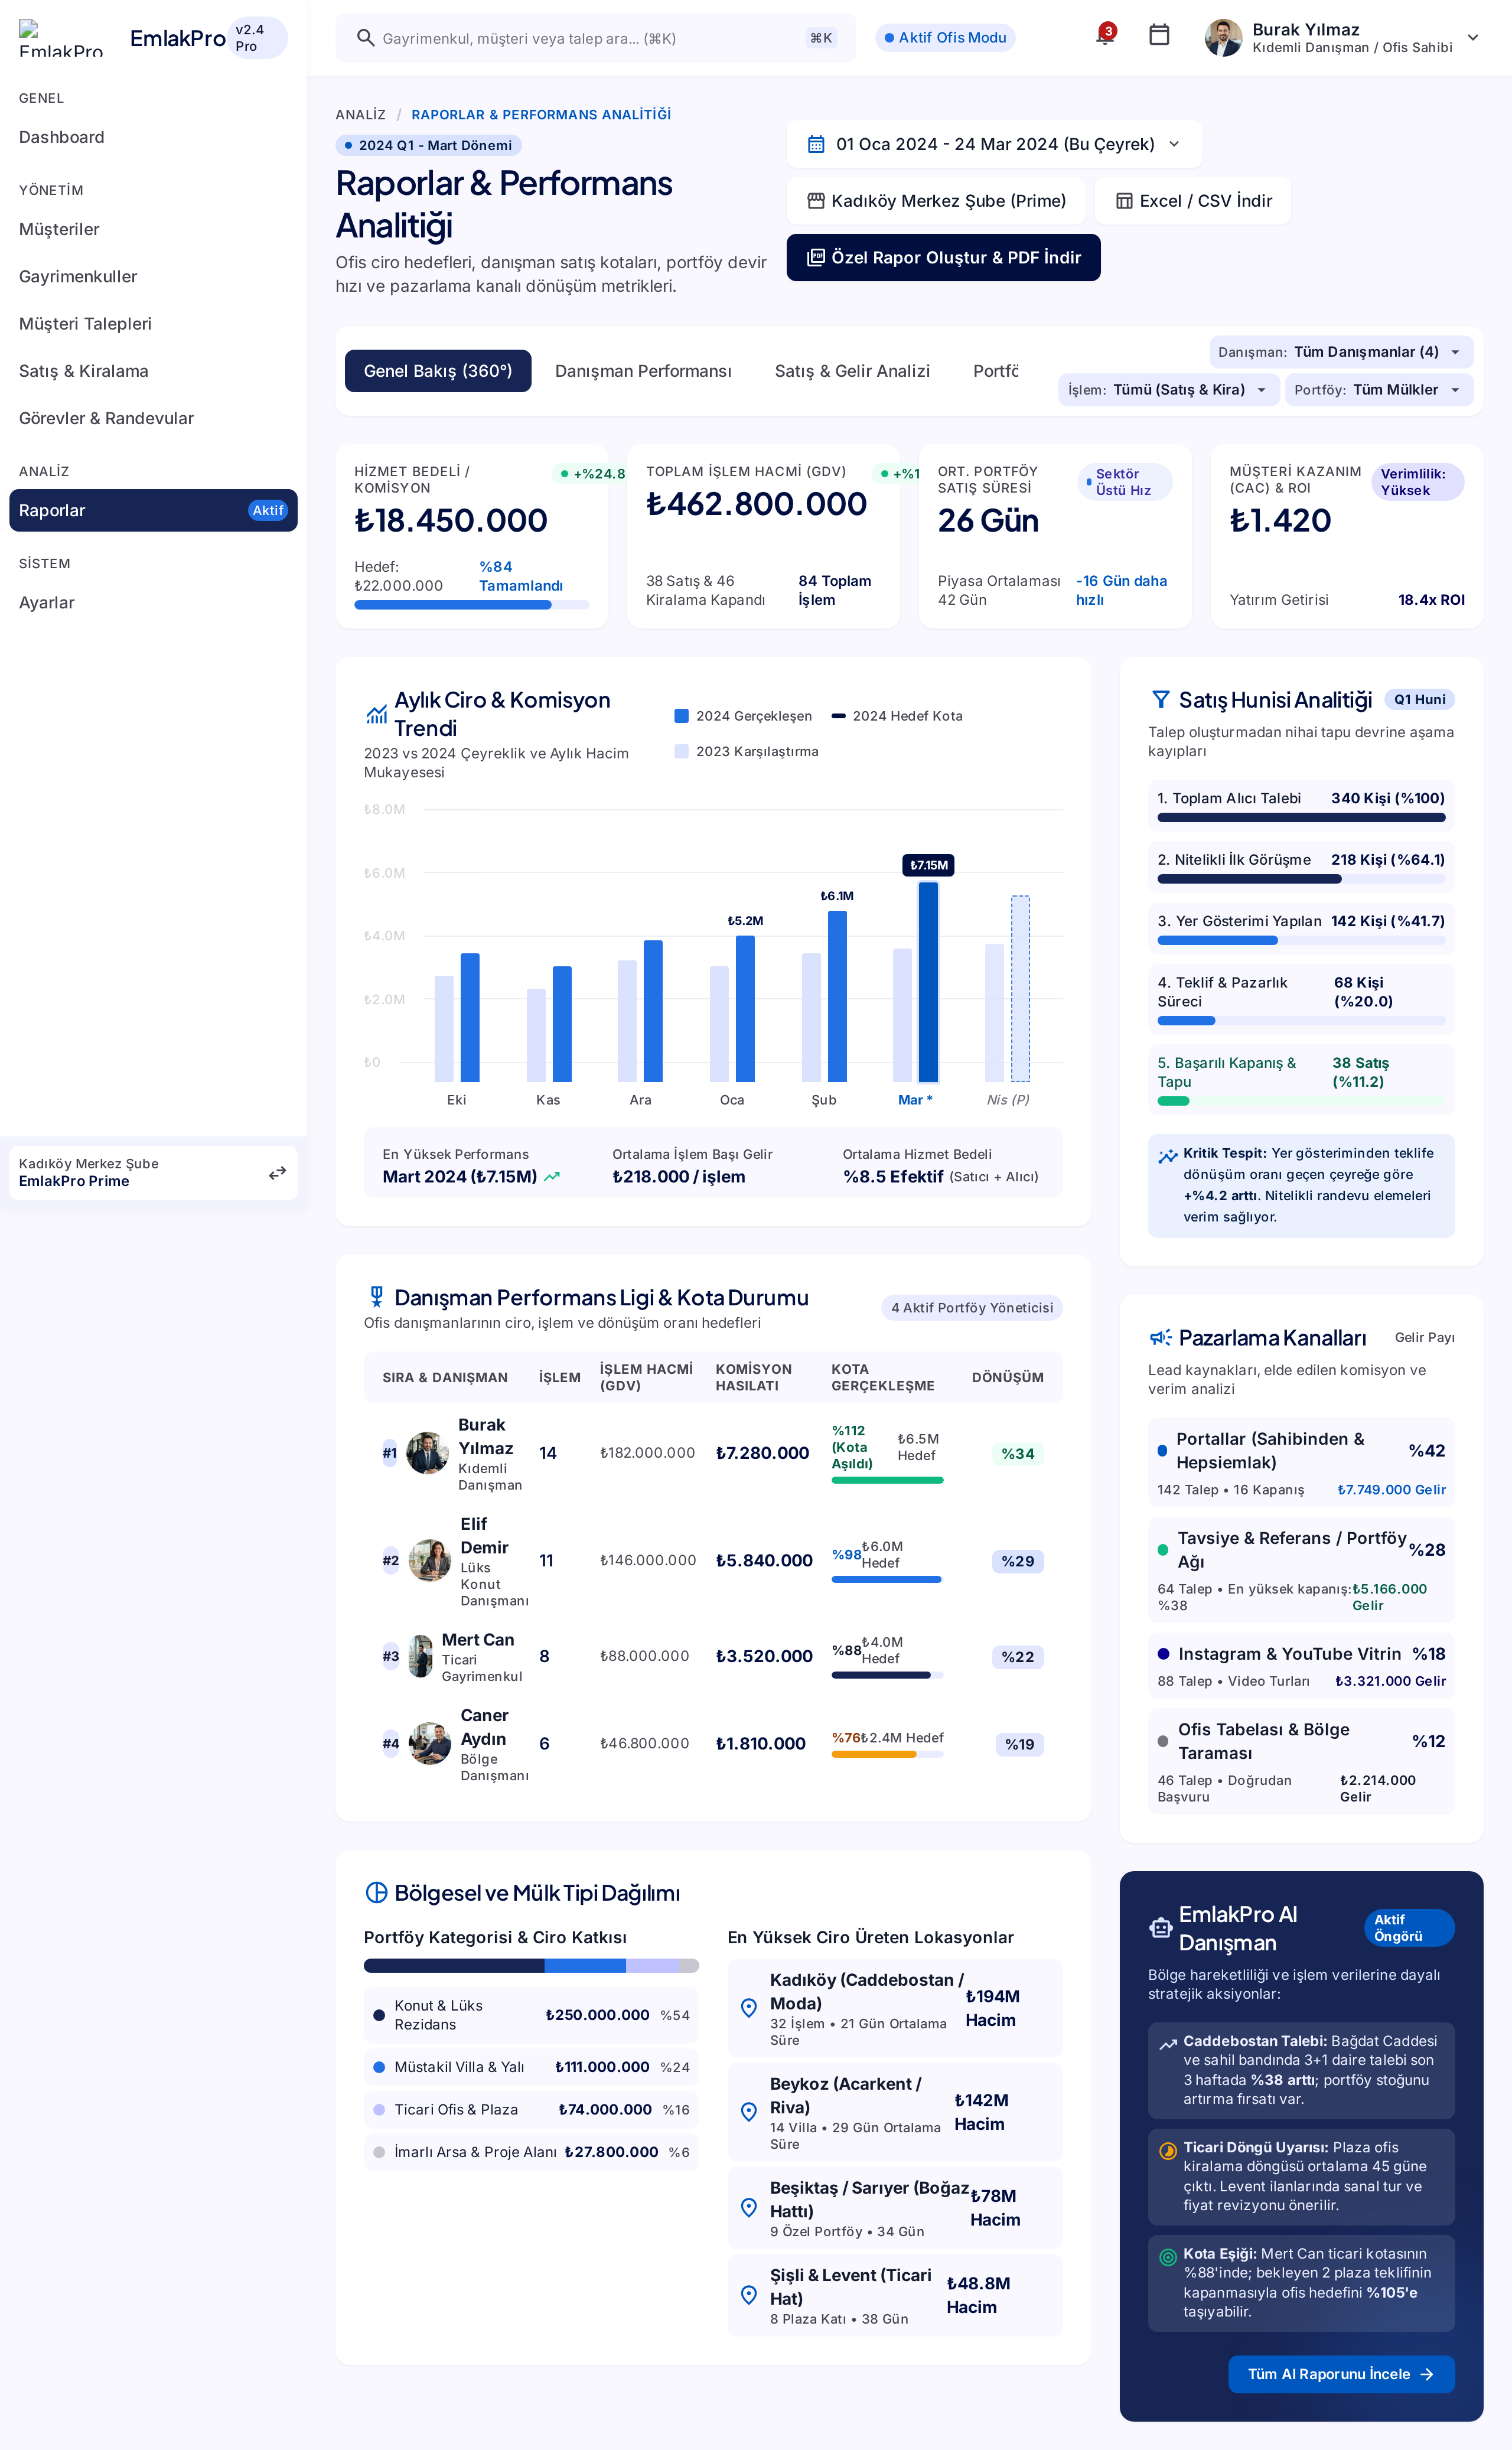 EmlakPro
EmlakPro
v2.4
Pro
GENEL
Dashboard
YÖNETİM
Müşteriler
Gayrimenkuller
Müşteri Talepleri
Satış & Kiralama
Görevler & Randevular
ANALİZ
Raporlar
Aktif
SİSTEM
Ayarlar
Kadıköy Merkez Şube
EmlakPro Prime
Gayrimenkul, müşteri veya talep ara... (⌘K)
⌘K
Aktif Ofis Modu
3
Burak Yılmaz
Kıdemli Danışman / Ofis Sahibi
ANALİZ / RAPORLAR & PERFORMANS ANALİTİĞİ
2024 Q1 - Mart Dönemi
Raporlar & Performans
Analitiği
Ofis ciro hedefleri, danışman satış kotaları, portföy devir
hızı ve pazarlama kanalı dönüşüm metrikleri.
01 Oca 2024 - 24 Mar 2024 (Bu Çeyrek)
Kadıköy Merkez Şube (Prime)
Excel / CSV İndir
Özel Rapor Oluştur & PDF İndir
Genel Bakış (360°)
Danışman Performansı
Satış & Gelir Analizi
Portfö
Danışman: Tüm Danışmanlar (4)
İşlem: Tümü (Satış & Kira)
Portföy: Tüm Mülkler
HİZMET BEDELİ /
KOMİSYON
+%24.8
₺18.450.000
Hedef:
₺22.000.000
%84
Tamamlandı
TOPLAM İŞLEM HACMİ (GDV)
+%1
₺462.800.000
38 Satış & 46
Kiralama Kapandı
84 Toplam
İşlem
ORT. PORTFÖY
SATIŞ SÜRESİ
Sektör
Üstü Hız
26 Gün
Piyasa Ortalaması
42 Gün
-16 Gün daha
hızlı
MÜŞTERİ KAZANIM
(CAC) & ROI
Verimlilik:
Yüksek
₺1.420
Yatırım Getirisi
18.4x ROI
Aylık Ciro & Komisyon
Trendi
2023 vs 2024 Çeyreklik ve Aylık Hacim
Mukayesesi
2024 Gerçekleşen
2024 Hedef Kota
2023 Karşılaştırma
₺8.0M
₺6.0M
₺4.0M
₺2.0M
₺0
₺5.2M
₺6.1M
₺7.15M
Eki
Kas
Ara
Oca
Şub
Mar *
Nis (P)
En Yüksek Performans
Mart 2024 (₺7.15M)
Ortalama İşlem Başı Gelir
₺218.000 / işlem
Ortalama Hizmet Bedeli
%8.5 Efektif (Satıcı + Alıcı)
Satış Hunisi Analitiği
Q1 Huni
Talep oluşturmadan nihai tapu devrine aşama
kayıpları
1. Toplam Alıcı Talebi 340 Kişi (%100)
2. Nitelikli İlk Görüşme 218 Kişi (%64.1)
3. Yer Gösterimi Yapılan 142 Kişi (%41.7)
4. Teklif & Pazarlık
Süreci
68 Kişi
(%20.0)
5. Başarılı Kapanış &
Tapu
38 Satış
(%11.2)
Kritik Tespit: Yer gösteriminden teklife
dönüşüm oranı geçen çeyreğe göre
+%4.2 arttı. Nitelikli randevu elemeleri
verim sağlıyor.
Danışman Performans Ligi & Kota Durumu
Ofis danışmanlarının ciro, işlem ve dönüşüm oranı hedefleri
4 Aktif Portföy Yöneticisi
SIRA & DANIŞMAN
İŞLEM
İŞLEM HACMİ
(GDV)
KOMİSYON
HASILATI
KOTA
GERÇEKLEŞME
DÖNÜŞÜM
#1
Burak
Yılmaz
Kıdemli
Danışman
14
₺182.000.000
₺7.280.000
%112
(Kota
Aşıldı)
₺6.5M
Hedef
%34
#2
Elif
Demir
Lüks
Konut
Danışmanı
11
₺146.000.000
₺5.840.000
%98
₺6.0M
Hedef
%29
#3
Mert Can
Ticari
Gayrimenkul
8
₺88.000.000
₺3.520.000
%88
₺4.0M
Hedef
%22
#4
Caner
Aydın
Bölge
Danışmanı
6
₺46.800.000
₺1.810.000
%76
₺2.4M Hedef
%19
Pazarlama Kanalları
Gelir Payı
Lead kaynakları, elde edilen komisyon ve
verim analizi
Portallar (Sahibinden &
Hepsiemlak)
%42
142 Talep • 16 Kapanış
₺7.749.000 Gelir
Tavsiye & Referans / Portföy
Ağı
%28
64 Talep • En yüksek kapanış:
%38
₺5.166.000
Gelir
Instagram & YouTube Vitrin
%18
88 Talep • Video Turları
₺3.321.000 Gelir
Ofis Tabelası & Bölge
Taraması
%12
46 Talep • Doğrudan
Başvuru
₺2.214.000
Gelir
Bölgesel ve Mülk Tipi Dağılımı
Portföy Kategorisi & Ciro Katkısı
Konut & Lüks
Rezidans
₺250.000.000 %54
Müstakil Villa & Yalı ₺111.000.000 %24
Ticari Ofis & Plaza ₺74.000.000 %16
İmarlı Arsa & Proje Alanı ₺27.800.000 %6
En Yüksek Ciro Üreten Lokasyonlar
Kadıköy (Caddebostan /
Moda)
32 İşlem • 21 Gün Ortalama
Süre
₺194M
Hacim
Beykoz (Acarkent /
Riva)
14 Villa • 29 Gün Ortalama
Süre
₺142M
Hacim
Beşiktaş / Sarıyer (Boğaz
Hattı)
9 Özel Portföy • 34 Gün
₺78M
Hacim
Şişli & Levent (Ticari
Hat)
8 Plaza Katı • 38 Gün
₺48.8M
Hacim
EmlakPro AI
Danışman
Aktif
Öngörü
Bölge hareketliliği ve işlem verilerine dayalı
stratejik aksiyonlar:
Caddebostan Talebi: Bağdat Caddesi
ve sahil bandında 3+1 daire talebi son
3 haftada %38 arttı; portföy stoğunu
artırma fırsatı var.
Ticari Döngü Uyarısı: Plaza ofis
kiralama döngüsü ortalama 45 güne
çıktı. Levent ilanlarında sanal tur ve
fiyat revizyonu önerilir.
Kota Eşiği: Mert Can ticari kotasının
%88'inde; bekleyen 2 plaza teklifinin
kapanmasıyla ofis hedefini %105'e
taşıyabilir.
Tüm AI Raporunu İncele